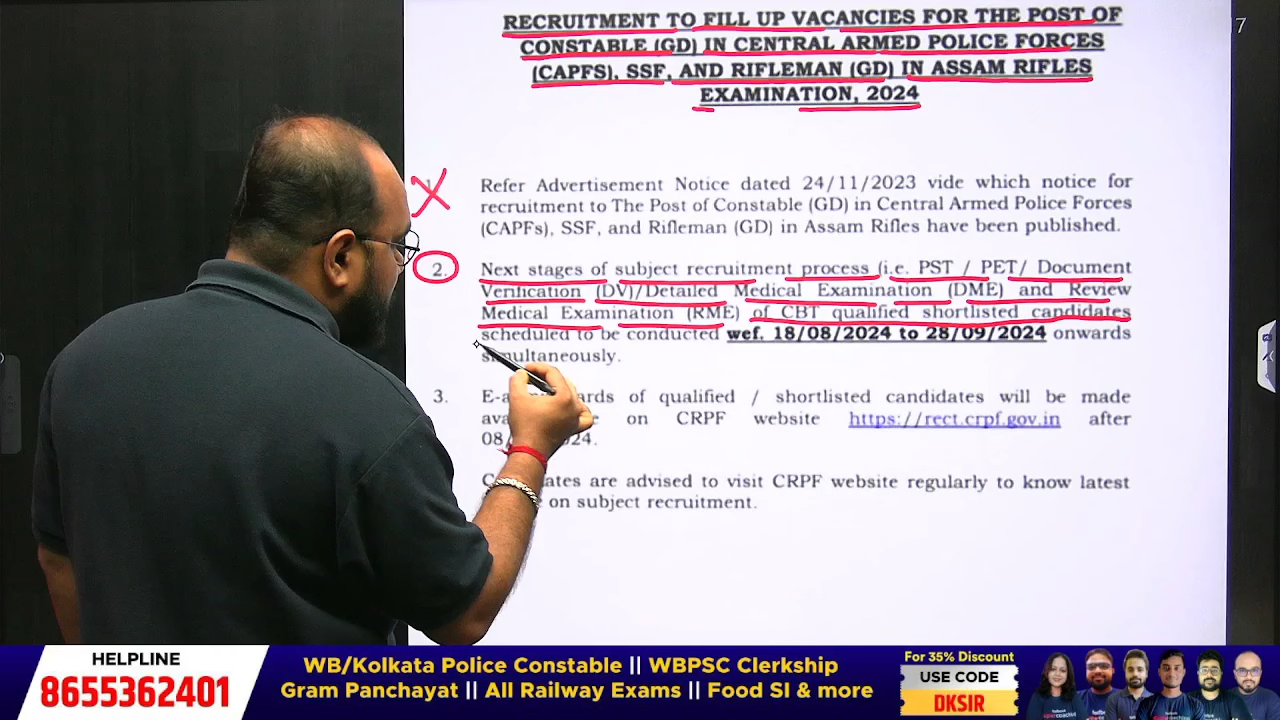 RECRUITMENT TO FILL UP VACANCIES FOR THE POST OF
CONSTABLE (GD) IN CENTRAL ARMED POLICE FORCES
(CAPFS), SSF, AND RIFLEMAN (GD) IN ASSAM RIFLES
EXAMINATION, 2024
7
1. Refer Advertisement Notice dated 24/11/2023 vide which notice for
recruitment to The Post of Constable (GD) in Central Armed Police Forces
(CAPFs), SSF, and Rifleman (GD) in Assam Rifles have been published.
2. Next stages of subject recruitment process (i.e. PST / PET/ Document
Verification (DV)/Detailed Medical Examination (DME) and Review
Medical Examination (RME) of CBT qualified shortlisted candidates
scheduled to be conducted wef. 18/08/2024 to 28/09/2024 onwards
simultaneously.
3. of qualified / shortlisted candidates will be made
on CRPF website https://rect.crpf.gov.in after
08/
are advised to visit CRPF website regularly to know latest
on subject recruitment.
HELPLINE
8655362401
WB/Kolkata Police Constable || WBPSC Clerkship
Gram Panchayat || All Railway Exams || Food SI & more
For 35% Discount
USE CODE
DKSIR